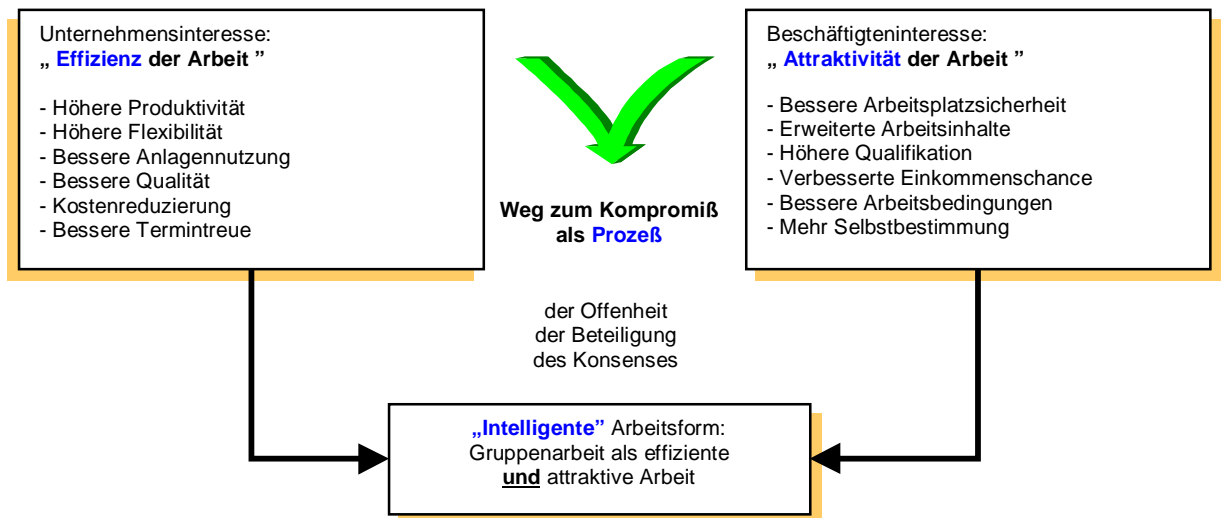 Unternehmensinteresse:
„ Effizienz der Arbeit ”
- Höhere Produktivität
- Höhere Flexibilität
- Bessere Anlagennutzung
- Bessere Qualität
- Kostenreduzierung
- Bessere Termintreue
Weg zum Kompromiß
als Prozeß
der Offenheit
der Beteiligung
des Konsenses
Beschäftigteninteresse:
„ Attraktivität der Arbeit ”
- Bessere Arbeitsplatzsicherheit
- Erweiterte Arbeitsinhalte
- Höhere Qualifikation
- Verbesserte Einkommenschance
- Bessere Arbeitsbedingungen
- Mehr Selbstbestimmung
„Intelligente” Arbeitsform:
Gruppenarbeit als effiziente
und attraktive Arbeit